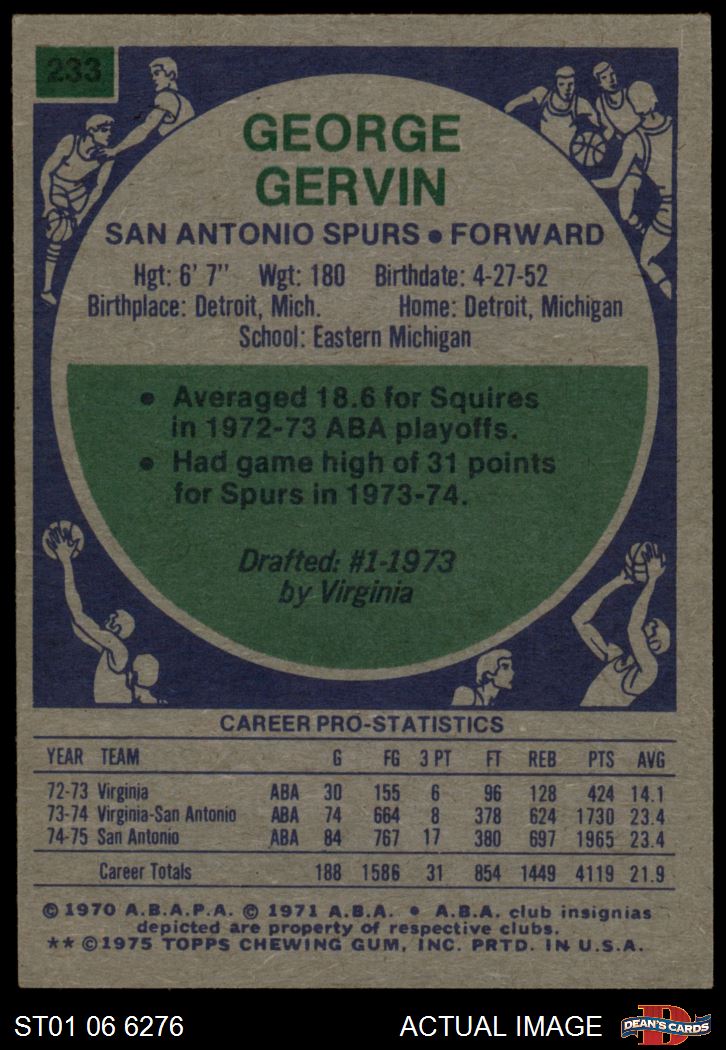 233
GEORGE
GERVIN
SAN ANTONIO SPURS • FORWARD
Hgt: 6' 7" Wgt: 180 Birthdate: 4-27-52
Birthplace: Detroit, Mich. Home: Detroit, Michigan
School: Eastern Michigan
• Averaged 18.6 for Squires
in 1972-73 ABA playoffs.
• Had game high of 31 points
for Spurs in 1973-74.
Drafted: #1-1973
by Virginia
CAREER PRO-STATISTICS
YEAR TEAM G FG 3 PT FT REB PTS AVG
72-73 Virginia ABA 30 155 6 96 128 424 14.1
73-74 Virginia-San Antonio ABA 74 664 8 378 624 1730 23.4
74-75 San Antonio ABA 84 767 17 380 697 1965 23.4
Career Totals 188 1586 31 854 1449 4119 21.9
© 1970 A.B.A.P.A. © 1971 A.B.A. • A.B.A. club insignias
depicted are property of respective clubs.
** © 1975 TOPPS CHEWING GUM, INC. PRTD. IN U.S.A.
ST01 06 6276
ACTUAL IMAGE
D
DEAN'S CARDS